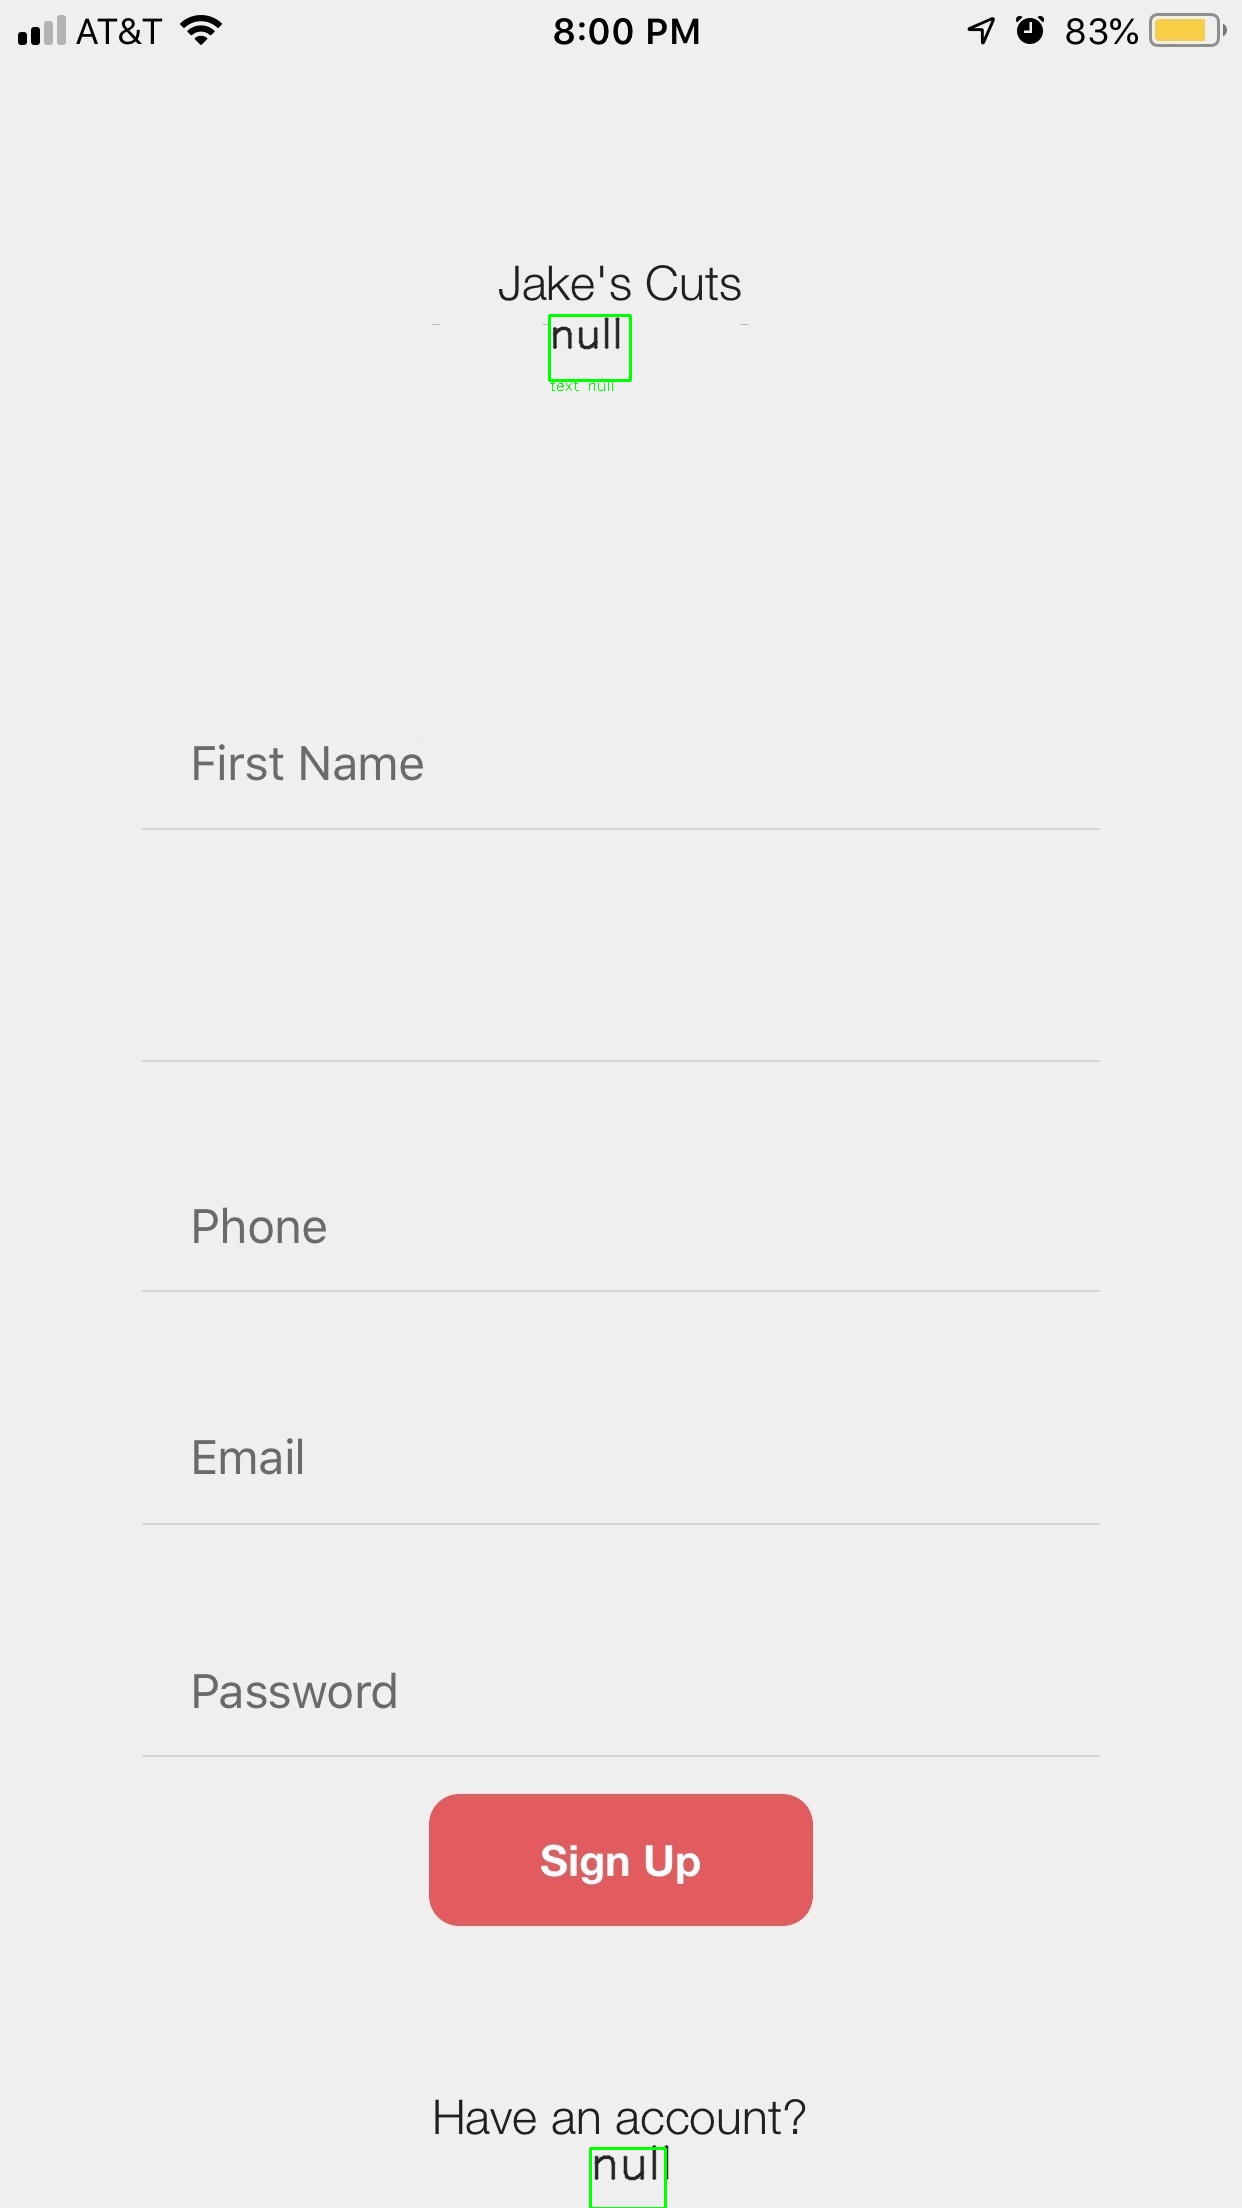 AT&T 8:00 PM 83%
Jake's Cuts
null
text null
First Name
Phone
Email
Password
Sign Up
Have an account?
null